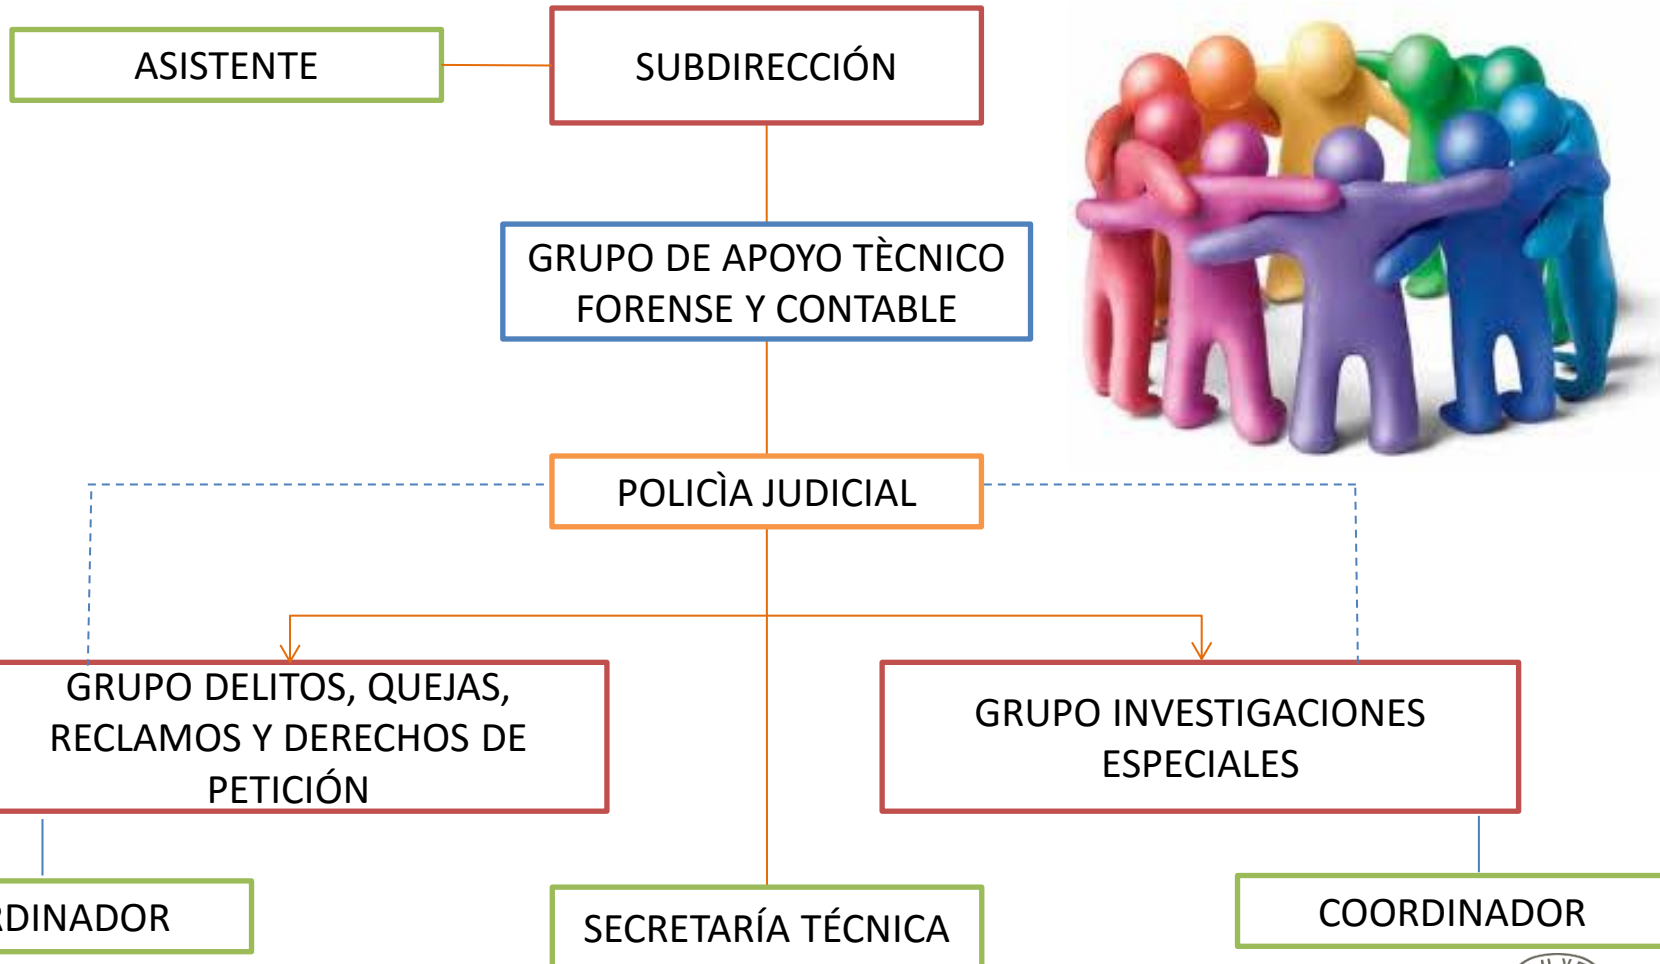 ASISTENTE
SUBDIRECCIÓN
GRUPO DE APOYO TÈCNICO
FORENSE Y CONTABLE
POLICÌA JUDICIAL
GRUPO DELITOS, QUEJAS,
RECLAMOS Y DERECHOS DE
PETICIÓN
GRUPO INVESTIGACIONES
ESPECIALES
RDINADOR
SECRETARÍA TÉCNICA
COORDINADOR